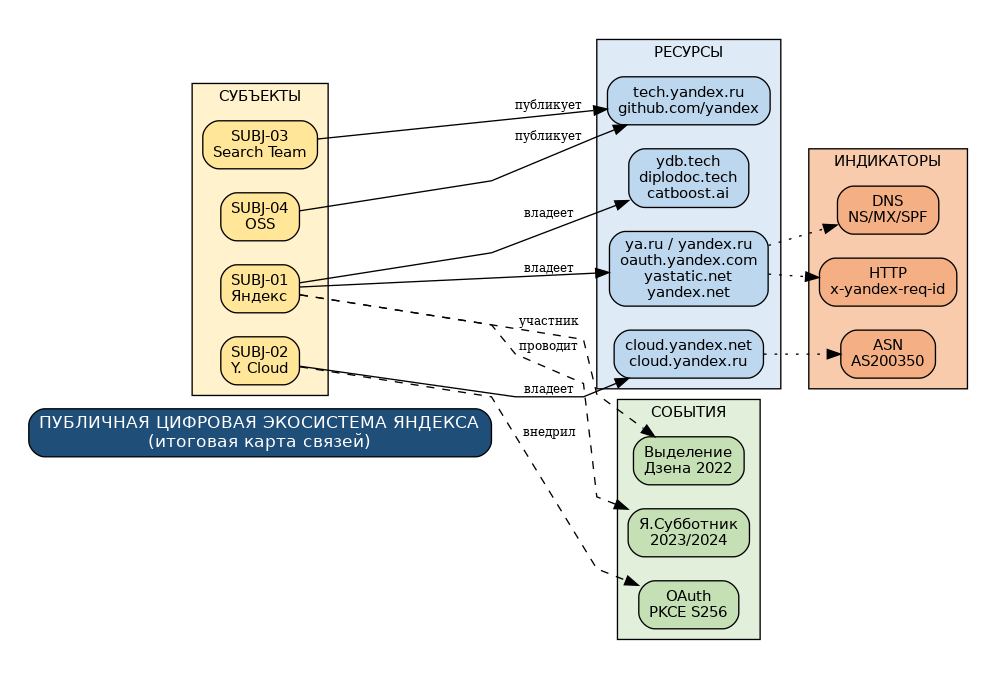 СУБЪЕКТЫ
SUBJ-03
Search Team
SUBJ-04
OSS
SUBJ-01
Яндекс
SUBJ-02
Y. Cloud
ПУБЛИЧНАЯ ЦИФРОВАЯ ЭКОСИСТЕМА ЯНДЕКСА
(итоговая карта связей)
публикует
публикует
владеет
владеет
участник
проводит
владеет
внедрил
РЕСУРСЫ
tech.yandex.ru
github.com/yandex
ydb.tech
diplodoc.tech
catboost.ai
ya.ru / yandex.ru
oauth.yandex.com
yastatic.net
yandex.net
cloud.yandex.net
cloud.yandex.ru
СОБЫТИЯ
Выделение
Дзена 2022
Я.Субботник
2023/2024
OAuth
PKCE S256
ИНДИКАТОРЫ
DNS
NS/MX/SPF
HTTP
x-yandex-req-id
ASN
AS200350